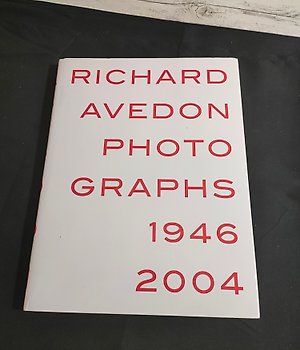 RICHARD
AVEDON
PHOTO
GRAPHS
1946
2004